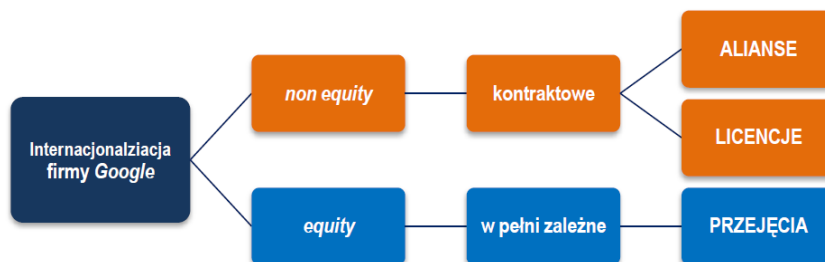 Internacjonalziacja
firmy Google
non equity
kontraktowe
ALIANSE
LICENCJE
equity
w pełni zależne
PRZEJĘCIA